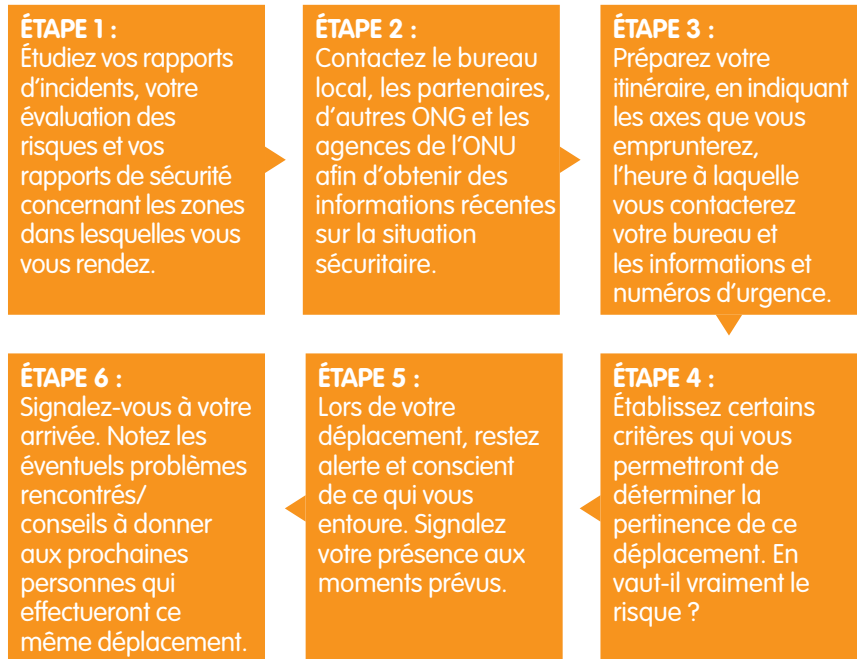 ÉTAPE 1 :
Étudiez vos rapports
d’incidents, votre
évaluation des
risques et vos
rapports de sécurité
concernant les zones
dans lesquelles vous
vous rendez.
ÉTAPE 2 :
Contactez le bureau
local, les partenaires,
d’autres ONG et les
agences de l’ONU
afin d’obtenir des
informations récentes
sur la situation
sécuritaire.
ÉTAPE 3 :
Préparez votre
itinéraire, en indiquant
les axes que vous
emprunterez,
l’heure à laquelle
vous contacterez
votre bureau et
les informations et
numéros d’urgence.
ÉTAPE 4 :
Établissez certains
critères qui vous
permettront de
déterminer la
pertinence de ce
déplacement. En
vaut-il vraiment le
risque ?
ÉTAPE 5 :
Lors de votre
déplacement, restez
alerte et conscient
de ce qui vous
entoure. Signalez
votre présence aux
moments prévus.
ÉTAPE 6 :
Signalez-vous à votre
arrivée. Notez les
éventuels problèmes
rencontrés/
conseils à donner
aux prochaines
personnes qui
effectueront ce
même déplacement.